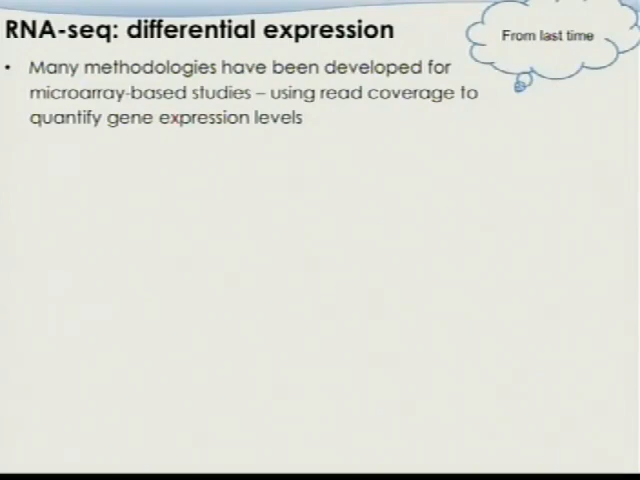 RNA-seq: differential expression
From last time
• Many methodologies have been developed for
microarray-based studies – using read coverage to
quantify gene expression levels